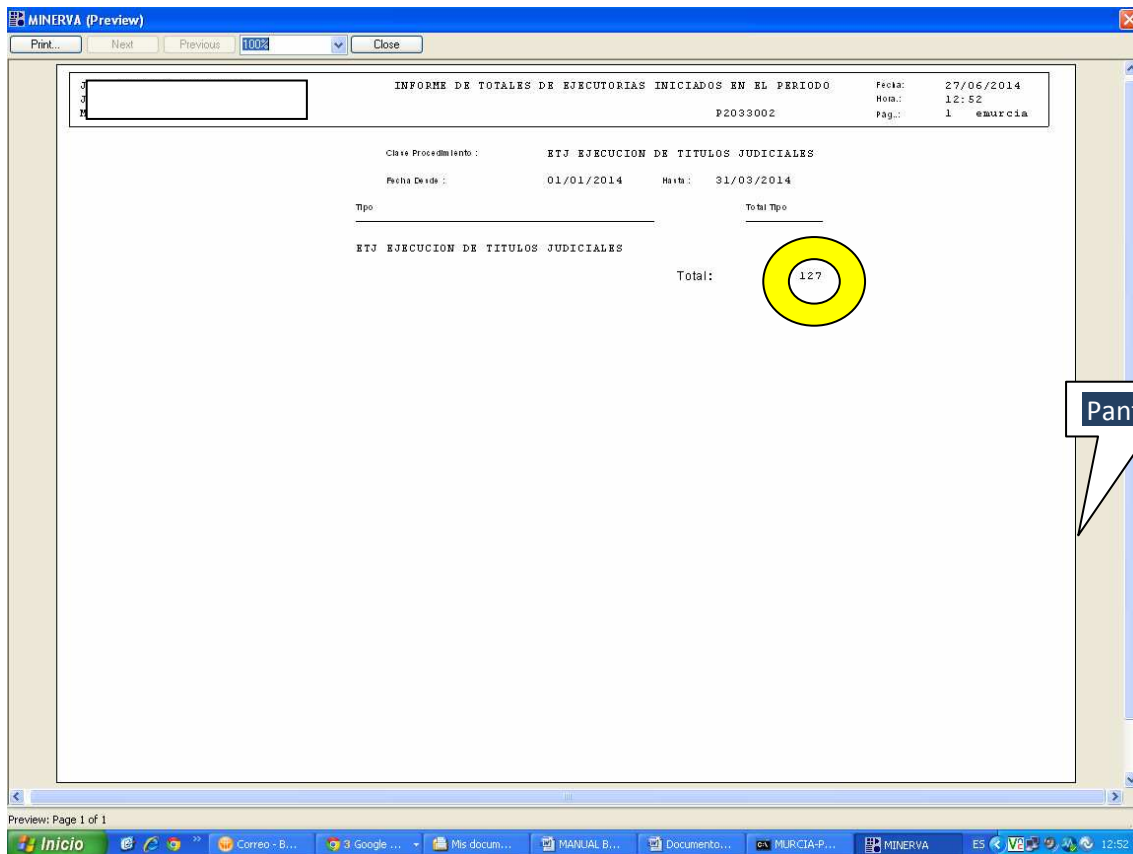 MINERVA (Preview)
Print... Next Previous 100% Close
J INFORME DE TOTALES DE EJECUTORIAS INICIADOS EN EL PERIODO Fecha: 27/06/2014
J Hora.: 12:52
M P2033002 Pág..: 1 emurcia
Clave Procedimiento : ETJ EJECUCION DE TITULOS JUDICIALES
Fecha Desde : 01/01/2014 Hasta : 31/03/2014
Tipo Total Tipo
ETJ EJECUCION DE TITULOS JUDICIALES
Total: 127
Pant
Preview: Page 1 of 1
Inicio Correo - B... 3 Google ... Mis docum... MANUAL B... Documento... MURCIA-P... MINERVA ES 12:52